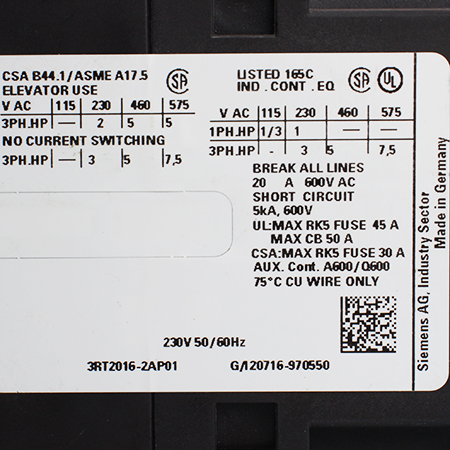 CSA B44.1/ASME A17.5
ELEVATOR USE
V AC 115 230 460 575
3PH.HP — 2 5 5
NO CURRENT SWITCHING
3PH.HP — 3 5 7,5
SA
SA
UL
LISTED 165C
IND . CONT . EQ
V AC 115 230 460 575
1PH.HP 1/3 1 — —
3PH.HP - 3 5 7,5
BREAK ALL LINES
20 A 600V AC
SHORT CIRCUIT
5kA, 600V
UL:MAX RK5 FUSE 45 A
MAX CB 50 A
CSA:MAX RK5 FUSE 30 A
AUX. Cont. A600/Q600
75°C CU WIRE ONLY
230V 50/60Hz
3RT2016-2AP01 G/120716-970550
Siemens AG, Industry Sector
Made in Germany